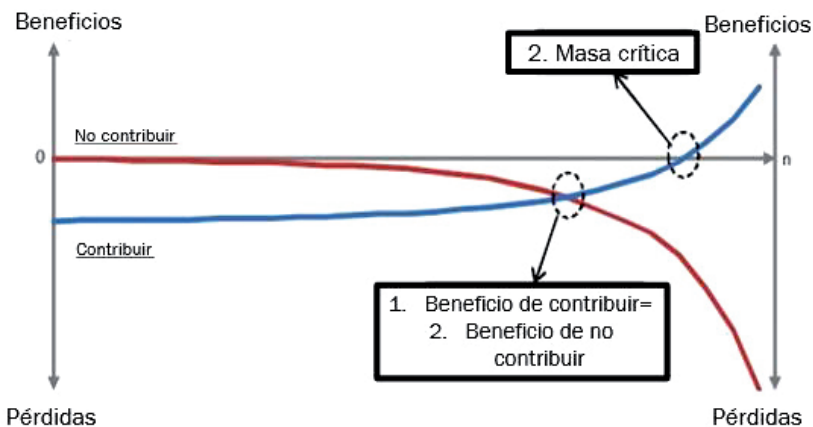 Beneficios
Beneficios
2. Masa crítica
No contribuir
0
n
Contribuir
1. Beneficio de contribuir=
2. Beneficio de no
contribuir
Pérdidas
Pérdidas